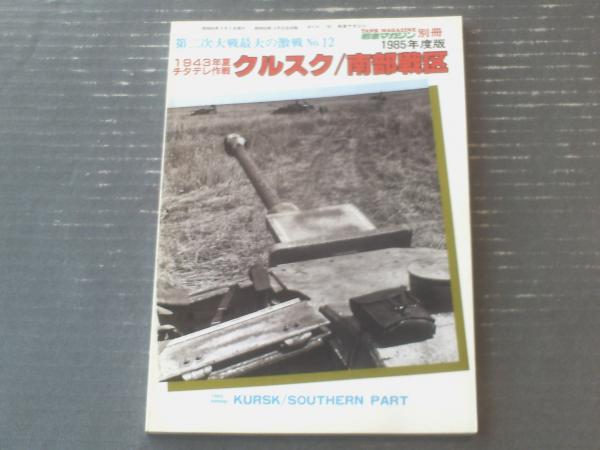 TANK MAGAZINE
戦車マガジン 別冊
第二次大戦最大の激戦 No.12
1985年度版
1943年夏
チタデレ作戦
クルスク/南部戦区
KURSK/SOUTHERN PART